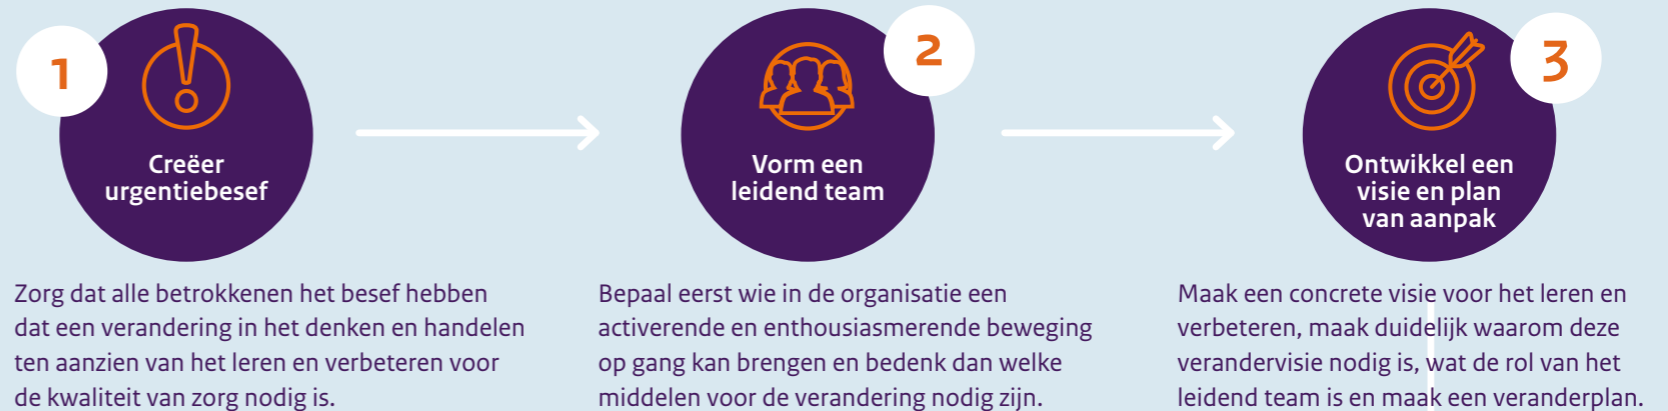 1
Creëer
urgentiebesef
Zorg dat alle betrokkenen het besef hebben
dat een verandering in het denken en handelen
ten aanzien van het leren en verbeteren voor
de kwaliteit van zorg nodig is.
2
Vorm een
leidend team
Bepaal eerst wie in de organisatie een
activerende en enthousiasmerende beweging
op gang kan brengen en bedenk dan welke
middelen voor de verandering nodig zijn.
3
Ontwikkel een
visie en plan
van aanpak
Maak een concrete visie voor het leren en
verbeteren, maak duidelijk waarom deze
verandervisie nodig is, wat de rol van het
leidend team is en maak een veranderplan.